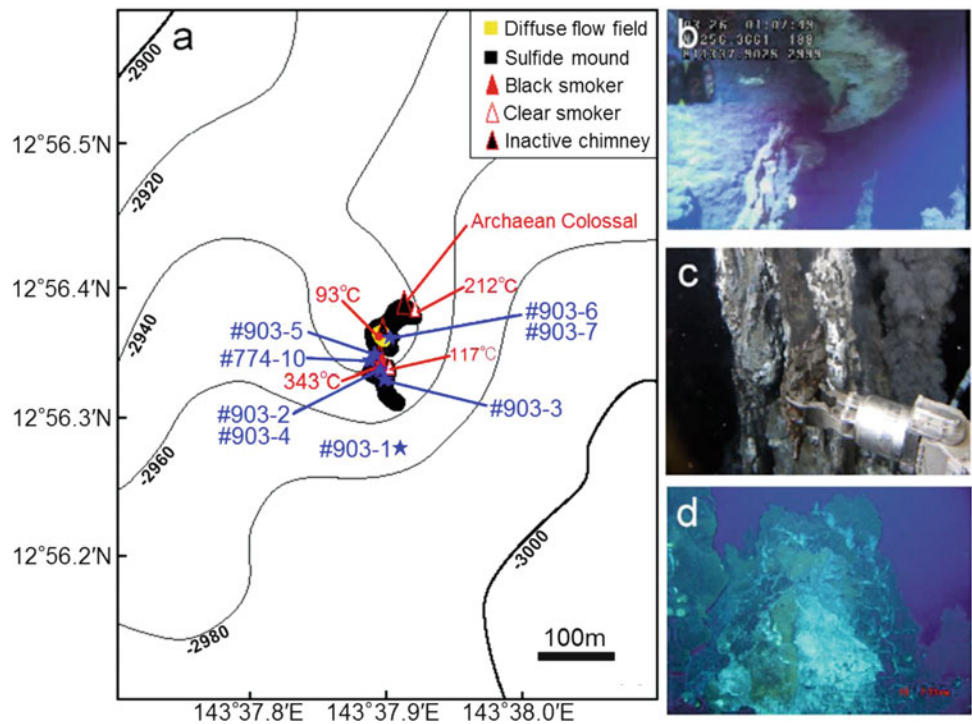 a
Diffuse flow field
Sulfide mound
Black smoker
Clear smoker
Inactive chimney
-2900
12°56.5′N
-2920
Archaean Colossal
12°56.4′N
93°C
212°C
-2940
#903-5
#903-6
#903-7
#774-10
343°C
117°C
12°56.3′N
#903-2
#903-4
#903-3
#903-1
-2960
12°56.2′N
-3000
-2980
100m
143°37.8′E
143°37.9′E
143°38.0′E
b
01:07:49
c
d